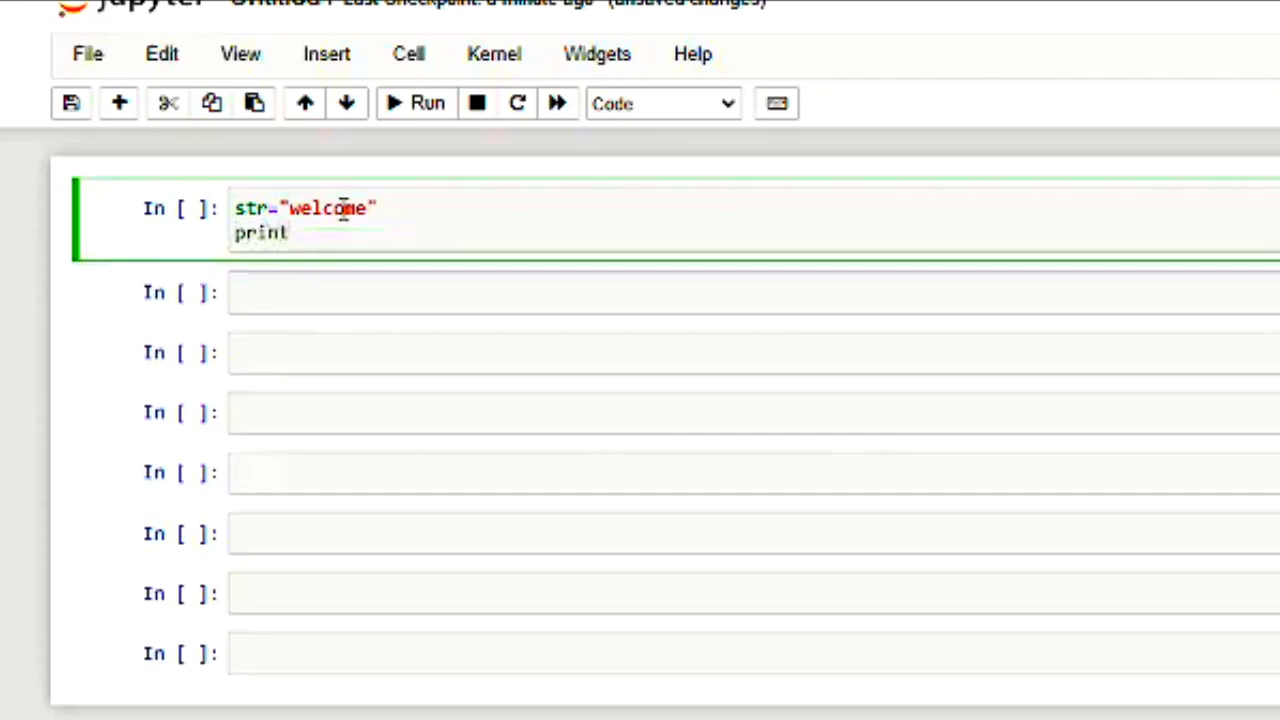 File Edit View Insert Cell Kernel Widgets Help
Run Code
In [ ]: str="welcome"
print
In [ ]:
In [ ]:
In [ ]:
In [ ]:
In [ ]:
In [ ]:
In [ ]: